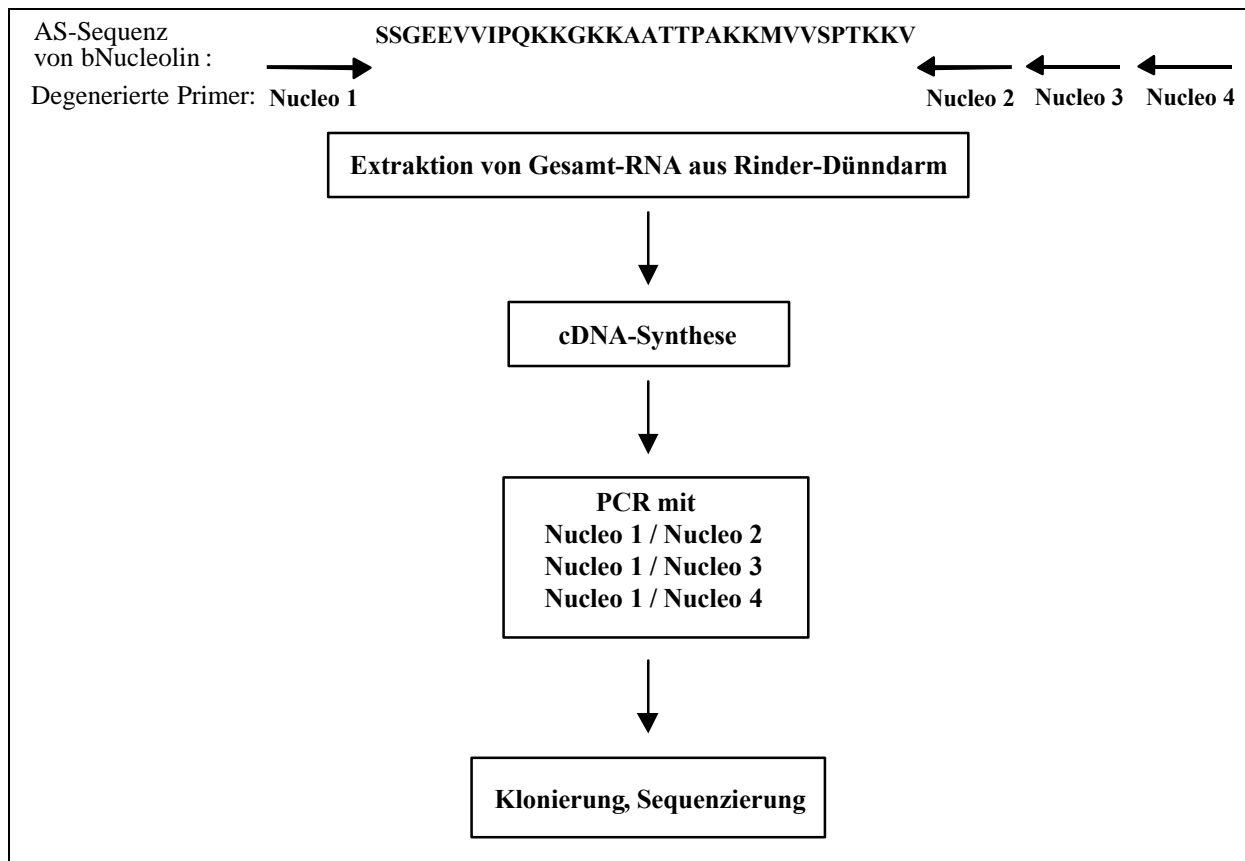 AS-Sequenz
von bNucleolin :
SSGEEVVIPQKKGKKAATTPAKKMVVSPTKKV
Degenerierte Primer: Nucleo 1 Nucleo 2 Nucleo 3 Nucleo 4
Extraktion von Gesamt-RNA aus Rinder-Dünndarm
cDNA-Synthese
PCR mit
Nucleo 1 / Nucleo 2
Nucleo 1 / Nucleo 3
Nucleo 1 / Nucleo 4
Klonierung, Sequenzierung